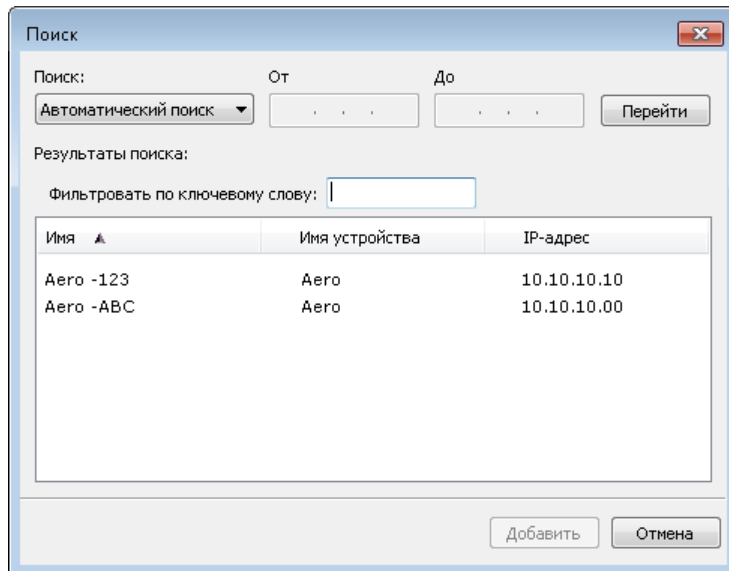 Поиск
Поиск: От До
Автоматический поиск . . . . . . Перейти
Результаты поиска:
Фильтровать по ключевому слову:
Имя Имя устройства IP-адрес
Aero -123 Aero 10.10.10.10
Aero -ABC Aero 10.10.10.00
Добавить Отмена